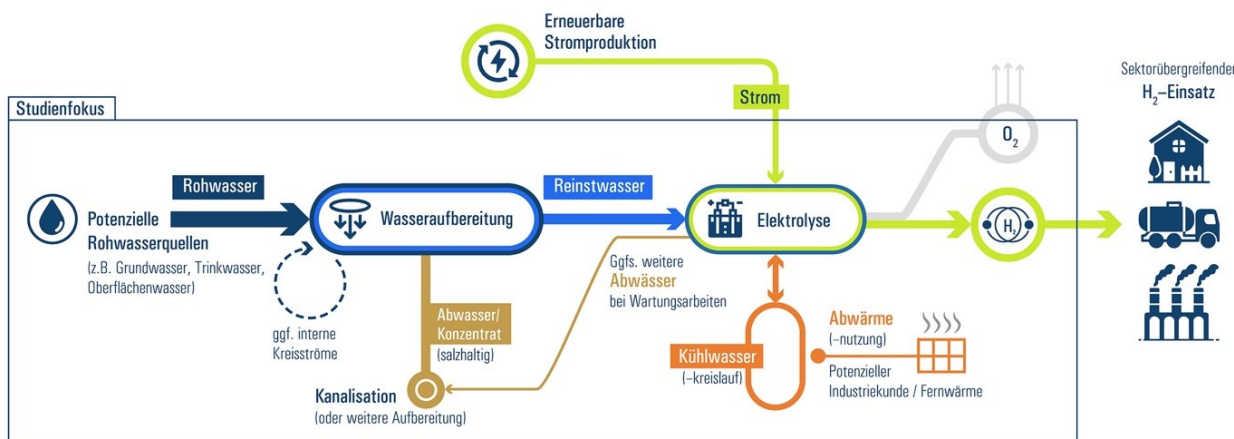 Erneuerbare
Stromproduktion
Strom
Sektorübergreifender
H₂–Einsatz
Studienfokus
O₂
Rohwasser
Reinstwasser
Potenzielle
Rohwasserquellen
(z.B. Grundwasser, Trinkwasser,
Oberflächenwasser)
Wasseraufbereitung
Elektrolyse
H₂
ggf. interne
Kreisströme
Abwasser/
Konzentrat
(salzhaltig)
Ggfs. weitere
Abwässer
bei Wartungsarbeiten
Kühlwasser
(–kreislauf)
Abwärme
(–nutzung)
Potenzieller
Industriekunde / Fernwärme
Kanalisation
(oder weitere Aufbereitung)